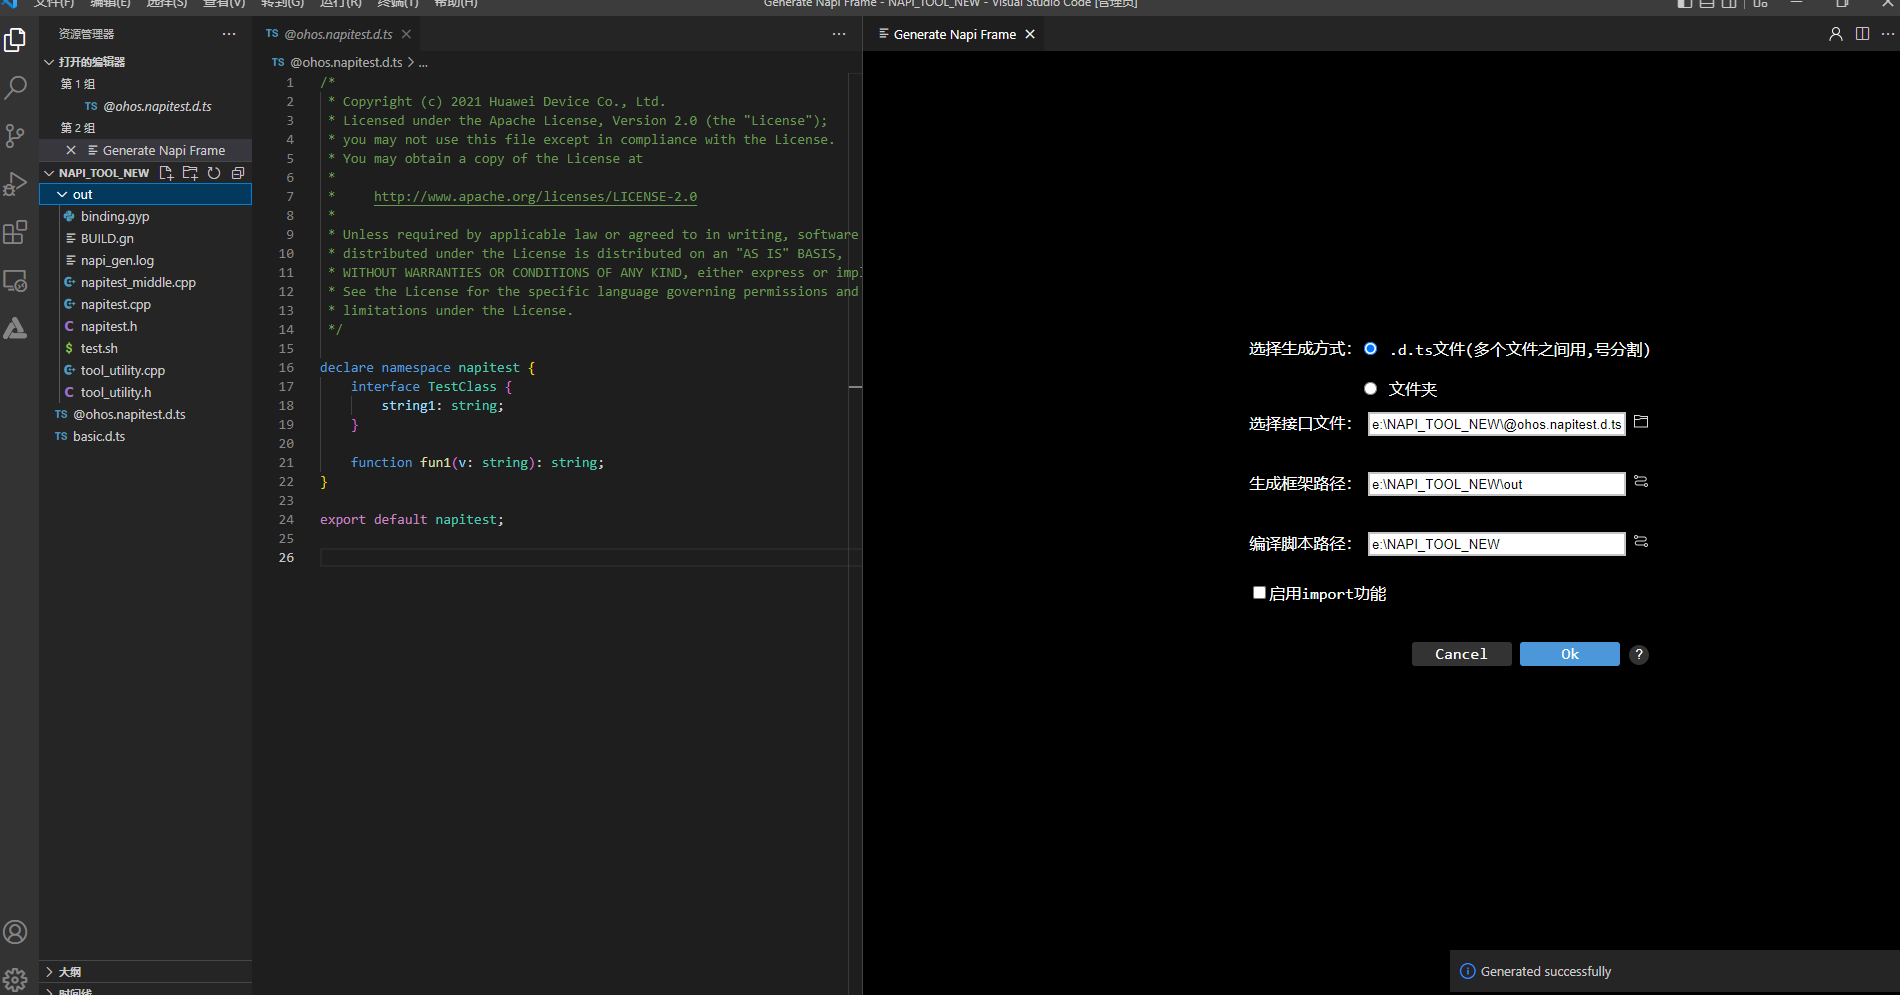 文件(F) 编辑(E) 选择(S) 查看(V) 转到(G) 运行(R) 终端(T) 帮助(H)
Generate Napi Frame - NAPI_TOOL_NEW - Visual Studio Code [管理员]
资源管理器
打开的编辑器
第 1 组
TS @ohos.napitest.d.ts
第 2 组
Generate Napi Frame
NAPI_TOOL_NEW
out
binding.gyp
BUILD.gn
napi_gen.log
napitest_middle.cpp
napitest.cpp
C napitest.h
$ test.sh
tool_utility.cpp
C tool_utility.h
TS @ohos.napitest.d.ts
TS basic.d.ts
大纲
时间线
TS @ohos.napitest.d.ts
TS @ohos.napitest.d.ts > ...
1 /*
2 * Copyright (c) 2021 Huawei Device Co., Ltd.
3 * Licensed under the Apache License, Version 2.0 (the "License");
4 * you may not use this file except in compliance with the License.
5 * You may obtain a copy of the License at
6 *
7 * http://www.apache.org/licenses/LICENSE-2.0
8 *
9 * Unless required by applicable law or agreed to in writing, software
10 * distributed under the License is distributed on an "AS IS" BASIS,
11 * WITHOUT WARRANTIES OR CONDITIONS OF ANY KIND, either express or impl
12 * See the License for the specific language governing permissions and
13 * limitations under the License.
14 */
15
16 declare namespace napitest {
17 interface TestClass {
18 string1: string;
19 }
20
21 function fun1(v: string): string;
22 }
23
24 export default napitest;
25
26
Generate Napi Frame
选择生成方式: .d.ts文件(多个文件之间用,号分割)
文件夹
选择接口文件: e:\NAPI_TOOL_NEW\@ohos.napitest.d.ts
生成框架路径: e:\NAPI_TOOL_NEW\out
编译脚本路径: e:\NAPI_TOOL_NEW
启用import功能
Cancel Ok ?
Generated successfully